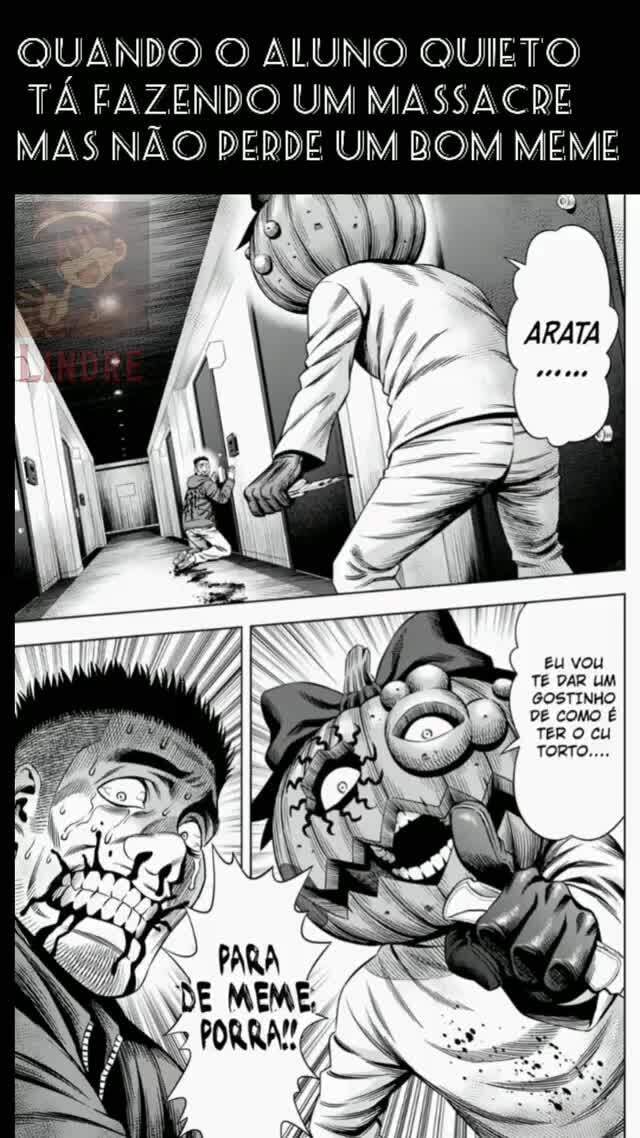 QUANDO O ALUNO QUIETO
TÁ FAZENDO UM MASSACRE
MAS NÃO PERDE UM BOM MEME
LINDRE
ARATA
......
EU VOU
TE DAR UM
GOSTINHO
DE COMO É
TER O CU
TORTO....
PARA
DE MEME,
PORRA!!